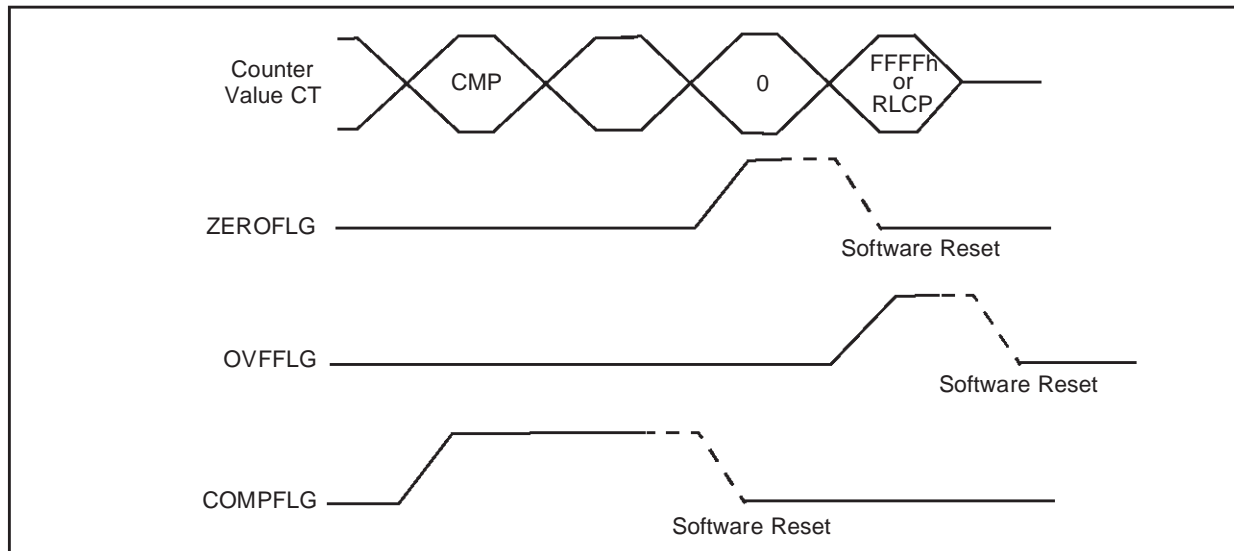 Counter
Value CT
CMP
0
FFFFh
or
RLCP
ZEROFLG
Software Reset
OVFFLG
Software Reset
COMPFLG
Software Reset